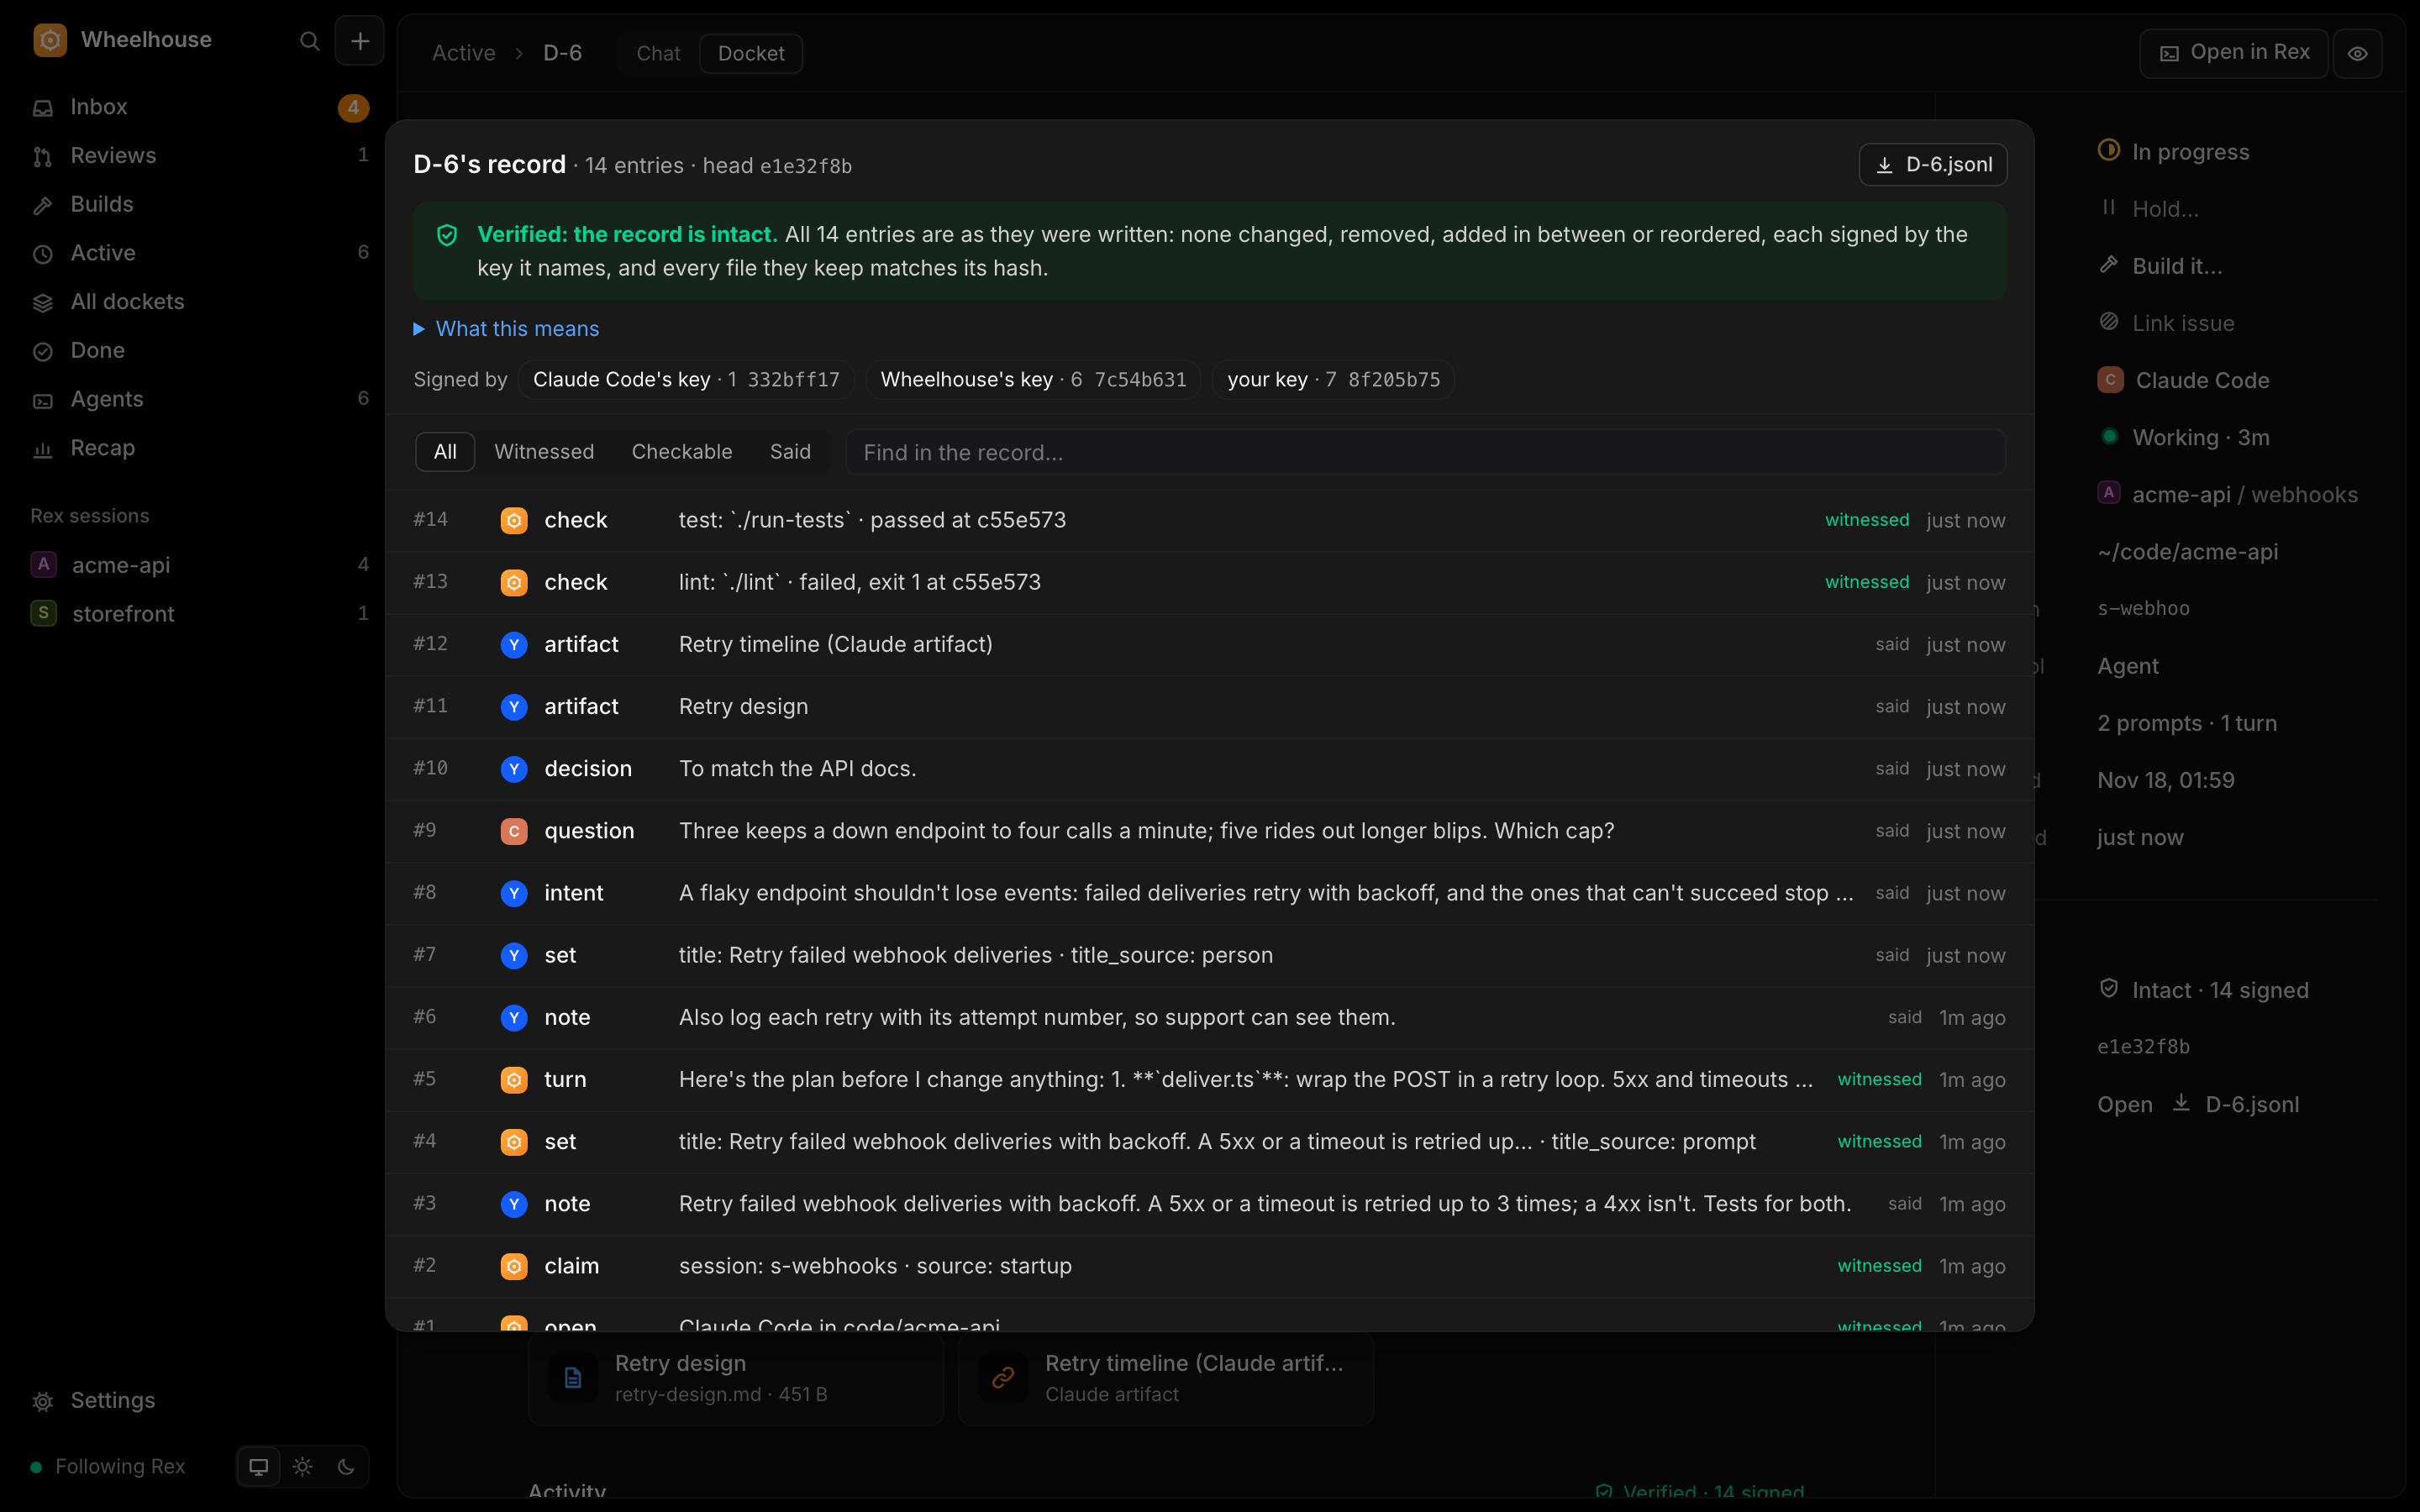 Wheelhouse
Inbox 4
Reviews 1
Builds
Active 6
All dockets
Done
Agents 6
Recap
Rex sessions
A acme-api 4
S storefront 1
Settings
Following Rex
Active > D-6 Chat Docket
Open in Rex
D-6's record · 14 entries · head e1e32f8b
D-6.jsonl
Verified: the record is intact. All 14 entries are as they were written: none changed, removed, added in between or reordered, each signed by the
key it names, and every file they keep matches its hash.
What this means
Signed by Claude Code's key · 1 332bff17 Wheelhouse's key · 6 7c54b631 your key · 7 8f205b75
All Witnessed Checkable Said Find in the record...
#14 check test: `./run-tests` · passed at c55e573 witnessed just now
#13 check lint: `./lint` · failed, exit 1 at c55e573 witnessed just now
#12 Y artifact Retry timeline (Claude artifact) said just now
#11 Y artifact Retry design said just now
#10 Y decision To match the API docs. said just now
#9 C question Three keeps a down endpoint to four calls a minute; five rides out longer blips. Which cap? said just now
#8 Y intent A flaky endpoint shouldn't lose events: failed deliveries retry with backoff, and the ones that can't succeed stop ... said just now
#7 Y set title: Retry failed webhook deliveries · title_source: person said just now
#6 Y note Also log each retry with its attempt number, so support can see them. said 1m ago
#5 turn Here's the plan before I change anything: 1. **`deliver.ts`**: wrap the POST in a retry loop. 5xx and timeouts ... witnessed 1m ago
#4 set title: Retry failed webhook deliveries with backoff. A 5xx or a timeout is retried up... · title_source: prompt witnessed 1m ago
#3 Y note Retry failed webhook deliveries with backoff. A 5xx or a timeout is retried up to 3 times; a 4xx isn't. Tests for both. said 1m ago
#2 claim session: s-webhooks · source: startup witnessed 1m ago
#1 open Claude Code in code/acme-api witnessed 1m ago
Retry design
retry-design.md · 451 B
Retry timeline (Claude artif...
Claude artifact
Activity Verified · 14 signed
In progress
Hold...
Build it...
Link issue
C Claude Code
Working · 3m
A acme-api / webhooks
~/code/acme-api
s-webhoo
Agent
2 prompts · 1 turn
Nov 18, 01:59
just now
Intact · 14 signed
e1e32f8b
Open D-6.jsonl